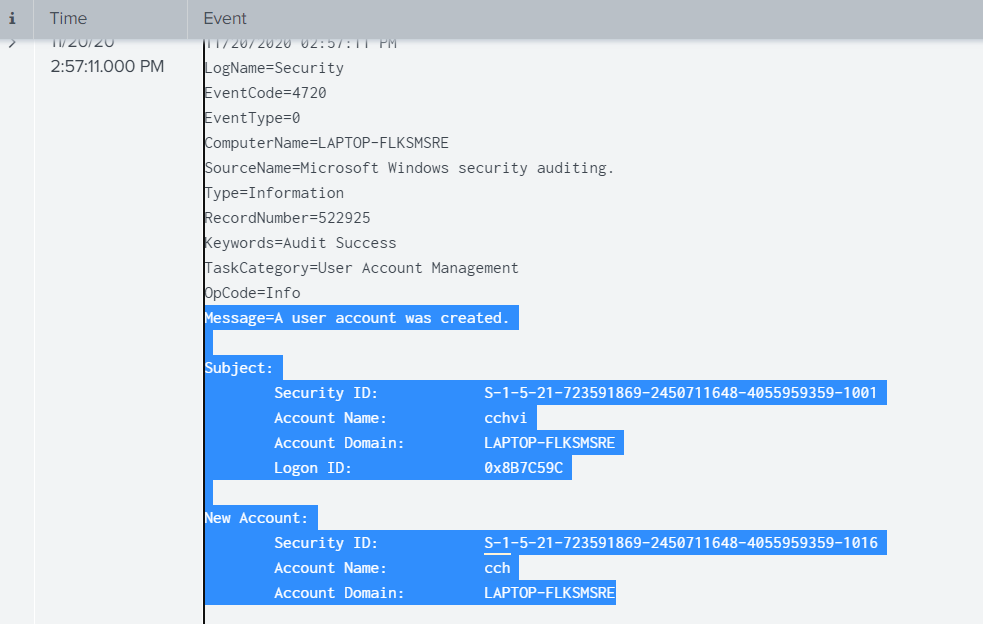 i Time Event
11/20/20
2:57:11.000 PM
11/20/2020 02:57:11 PM
LogName=Security
EventCode=4720
EventType=0
ComputerName=LAPTOP-FLKSMSRE
SourceName=Microsoft Windows security auditing.
Type=Information
RecordNumber=522925
Keywords=Audit Success
TaskCategory=User Account Management
OpCode=Info
Message=A user account was created.
Subject:
Security ID: S-1-5-21-723591869-2450711648-4055959359-1001
Account Name: cchvi
Account Domain: LAPTOP-FLKSMSRE
Logon ID: 0x8B7C59C
New Account:
Security ID: S-1-5-21-723591869-2450711648-4055959359-1016
Account Name: cch
Account Domain: LAPTOP-FLKSMSRE